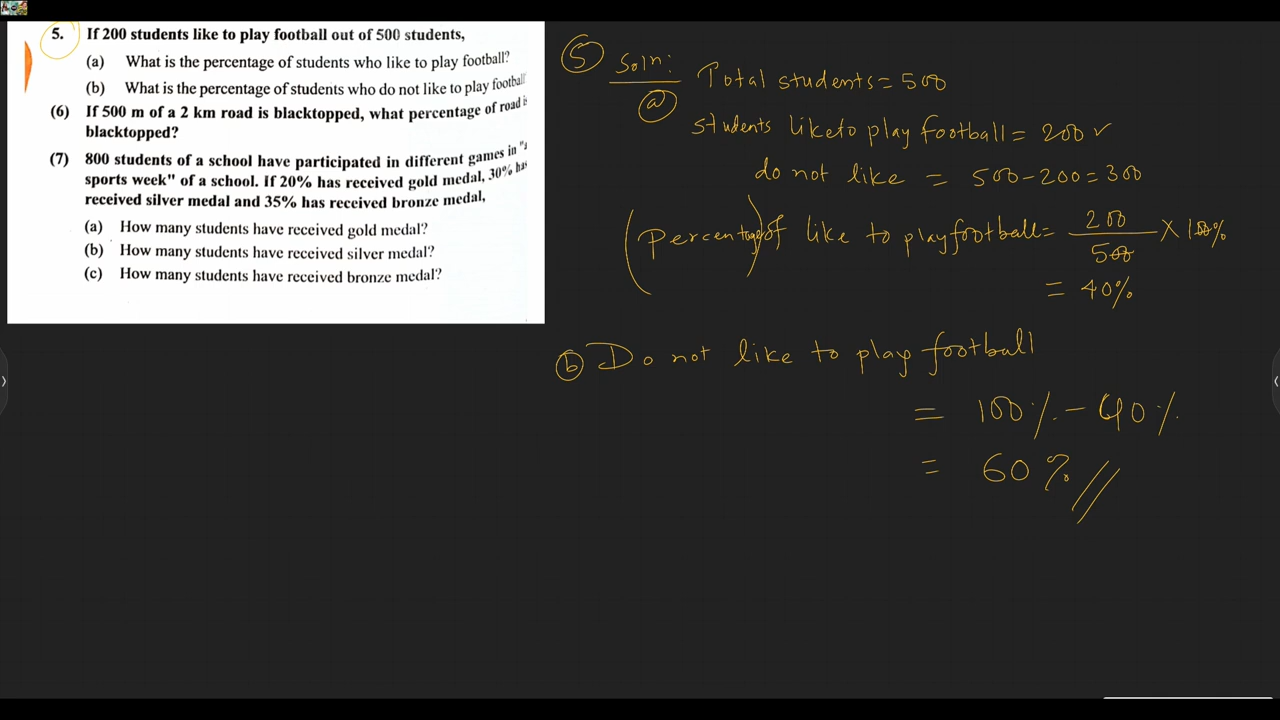 5. If 200 students like to play football out of 500 students,
(a) What is the percentage of students who like to play football?
(b) What is the percentage of students who do not like to play football
(6) If 500 m of a 2 km road is blacktopped, what percentage of road is
blacktopped?
(7) 800 students of a school have participated in different games in "
sports week" of a school. If 20% has received gold medal, 30% has
received silver medal and 35% has received bronze medal,
(a) How many students have received gold medal?
(b) How many students have received silver medal?
(c) How many students have received bronze medal?
5 Soln:
a Total students = 500
students like to play football = 200 ✓
do not like = 500-200=300
(Percentage) of like to play football = 200/500 × 100%
= 40%
b Do not like to play football
= 100% - 40%
= 60% //